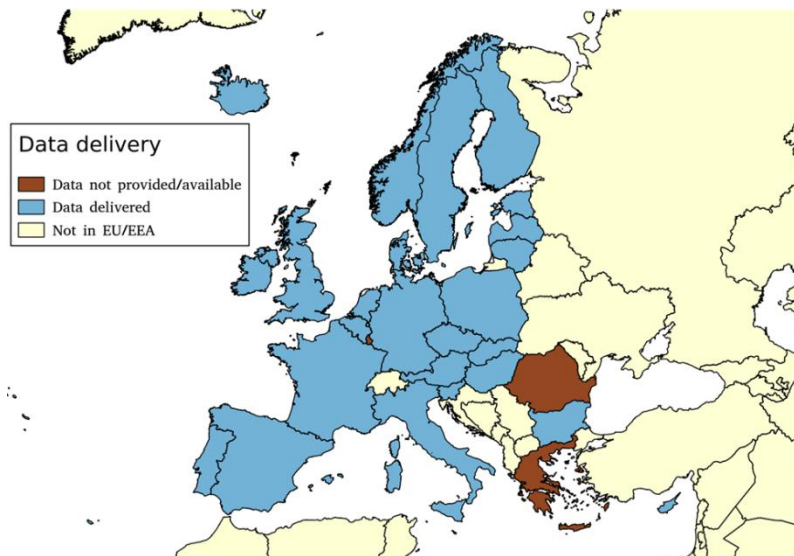 Data delivery
Data not provided/available
Data delivered
Not in EU/EEA